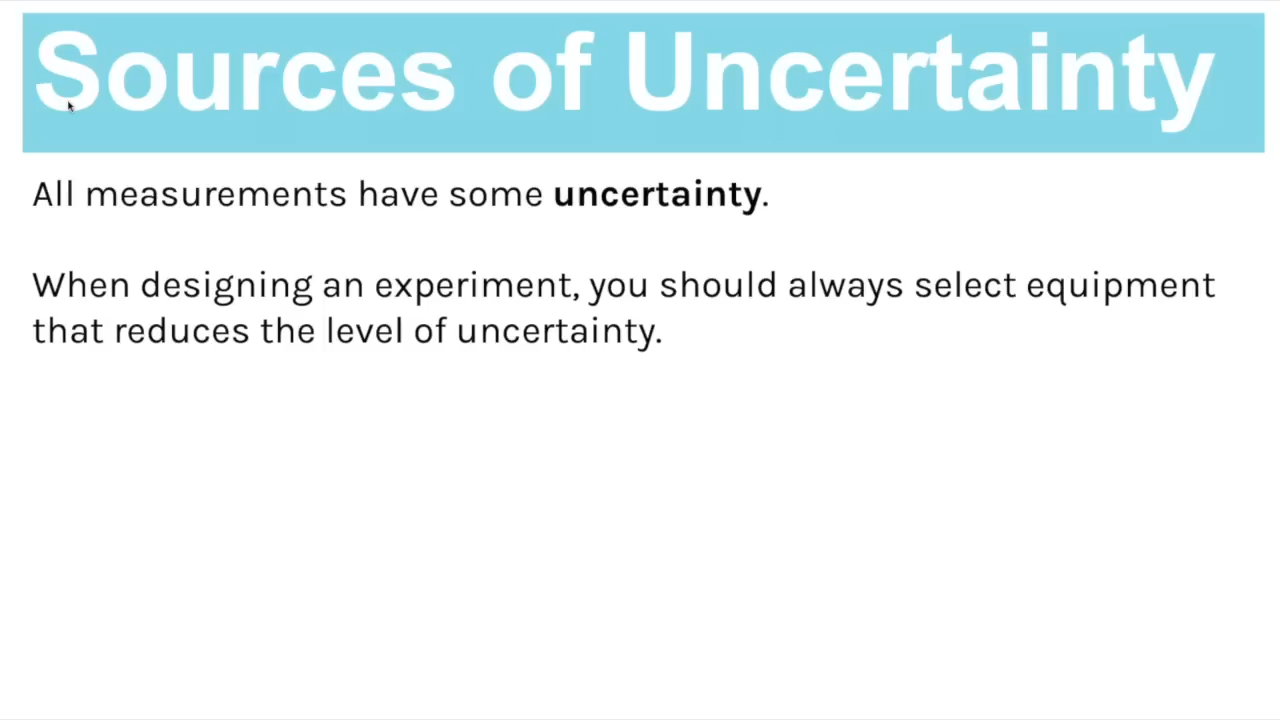 Sources of Uncertainty
All measurements have some uncertainty.
When designing an experiment, you should always select equipment
that reduces the level of uncertainty.